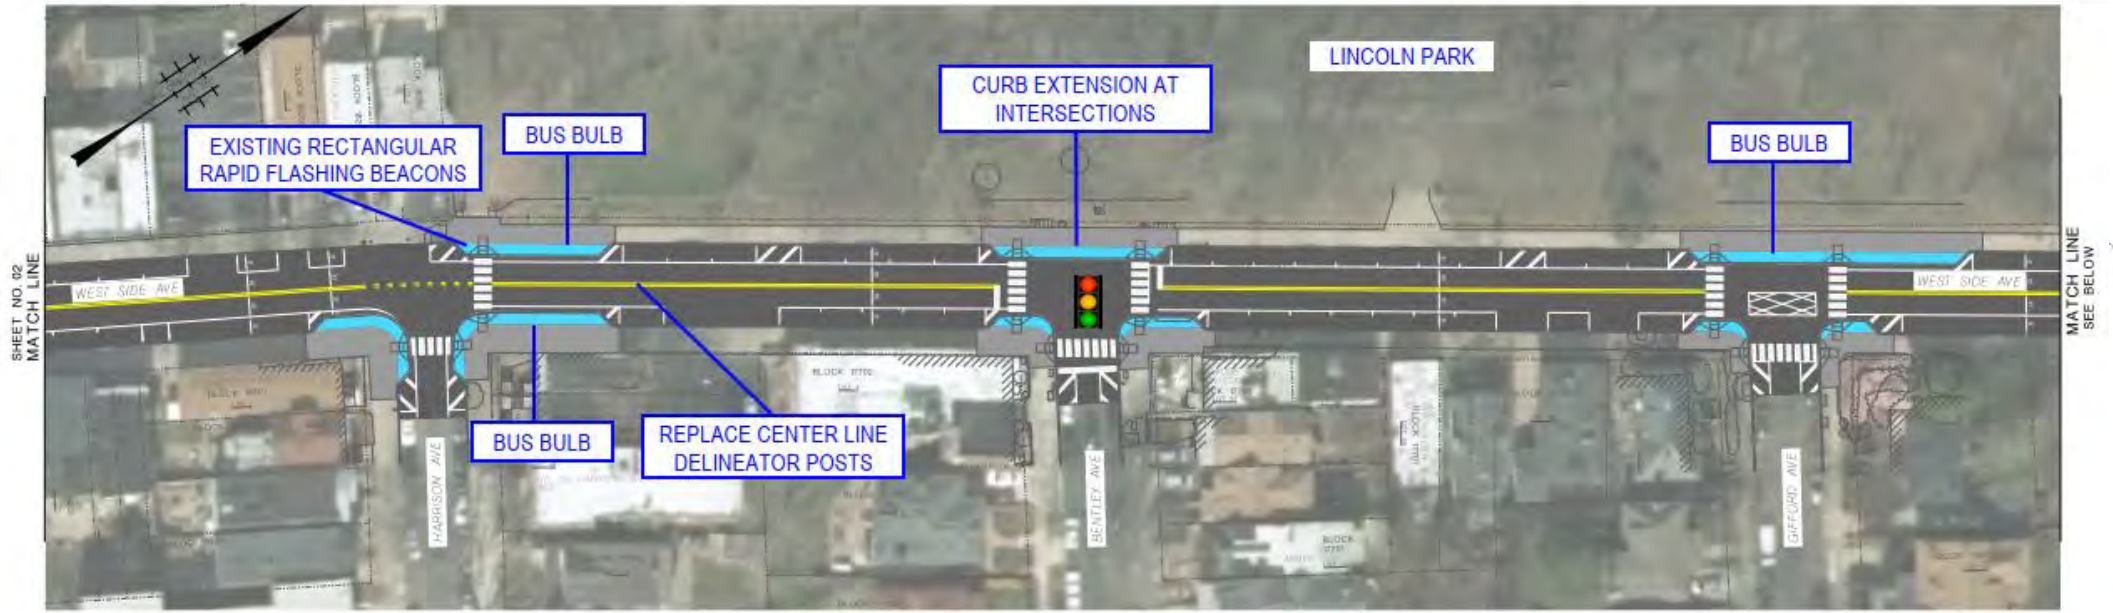 LINCOLN PARK
CURB EXTENSION AT
INTERSECTIONS
BUS BULB
BUS BULB
EXISTING RECTANGULAR
RAPID FLASHING BEACONS
SHEET NO. 02
MATCH LINE
WEST SIDE AVE
WEST SIDE AVE
MATCH LINE
SEE BELOW
BUS BULB
REPLACE CENTER LINE
DELINEATOR POSTS
HARRISON AVE
BENTLEY AVE
GIFFORD AVE